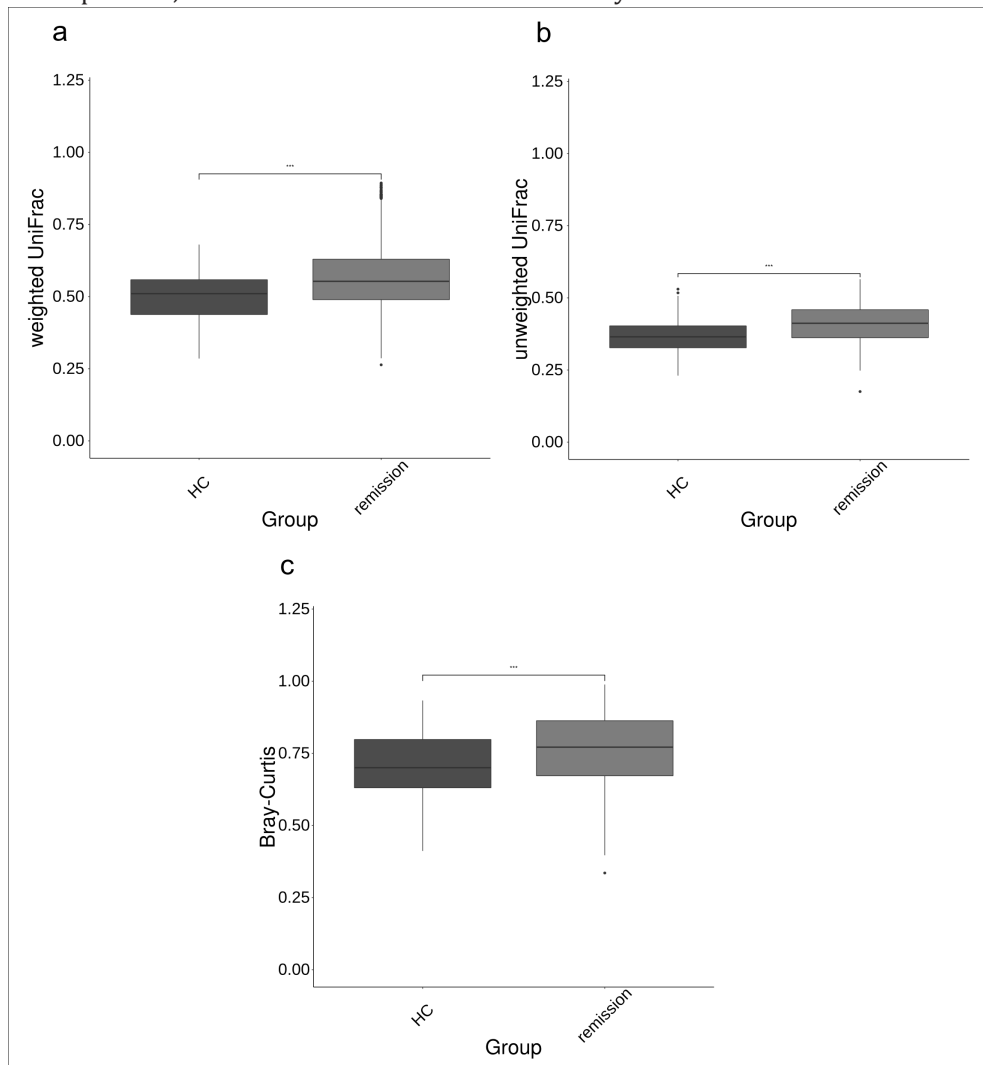 a
1.25
1.00
0.75
0.50
0.25
0.00
weighted UniFrac
***
HC
remission
Group
b
1.25
1.00
0.75
0.50
0.25
0.00
unweighted UniFrac
***
HC
remission
Group
c
1.25
1.00
0.75
0.50
0.25
0.00
Bray-Curtis
***
HC
remission
Group